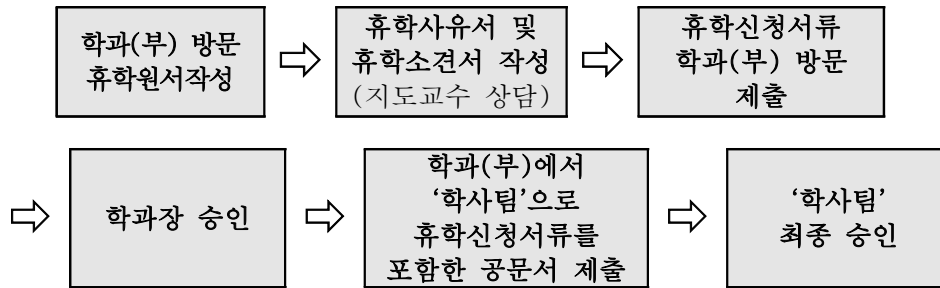 학과(부) 방문
휴학원서작성
휴학사유서 및
휴학소견서 작성
(지도교수 상담)
휴학신청서류
학과(부) 방문
제출
학과장 승인
학과(부)에서
‘학사팀’으로
휴학신청서류를
포함한 공문서 제출
‘학사팀’
최종 승인